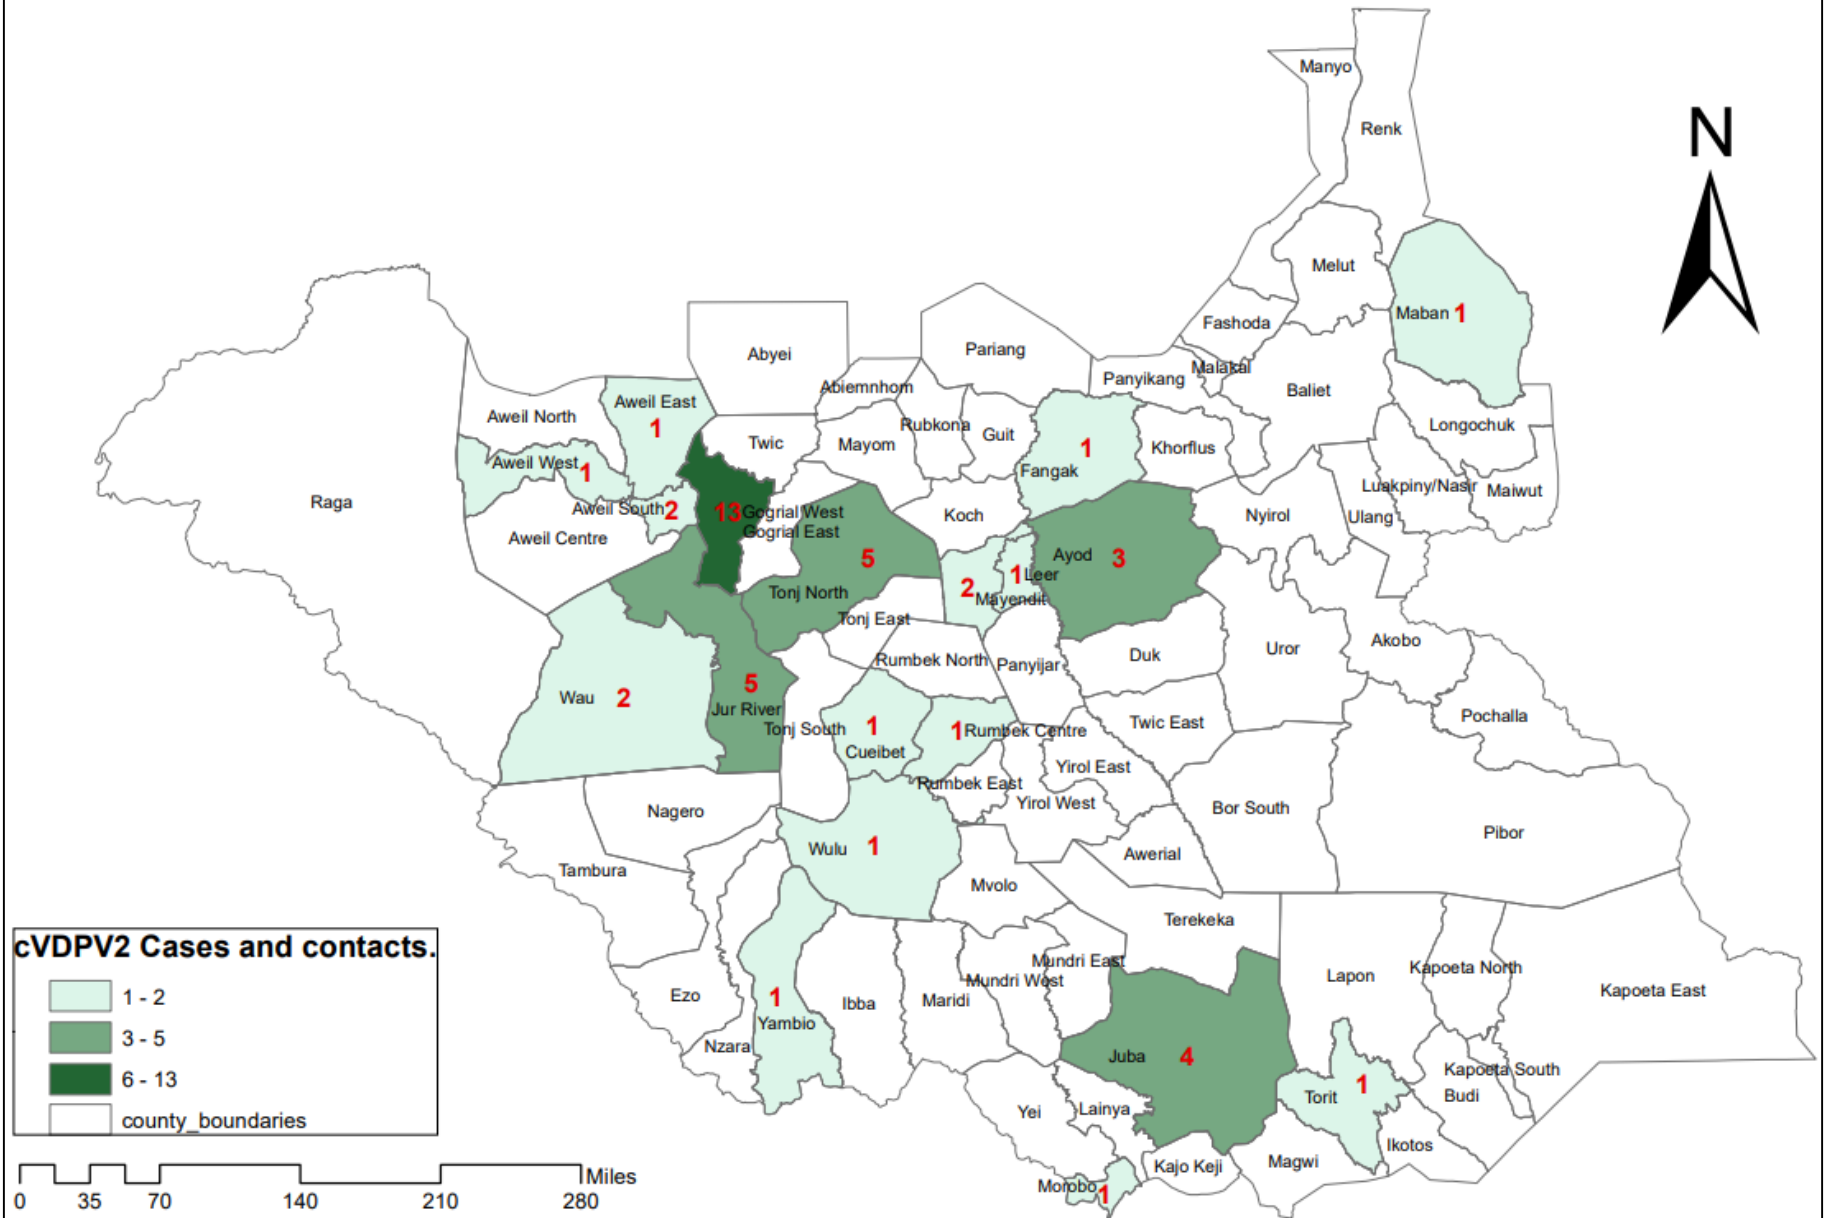 Manyo
N
Renk
Melut
Maban 1
Fashoda
Abyei
Pariang
Malakal
Panyikang
Abiemnhom
Baliet
Aweil East
1
Aweil North
Rubkona
Longochuk
Twic
Mayom
Guit
1
Khorflus
Aweil West 1
Fangak
Raga
Luakpiny/Nasir
Maiwut
Aweil South 2
13 Gogrial West
Koch
Nyirol
Ulang
Gogrial East
Aweil Centre
5
Ayod 3
2
1 Leer
Tonj North
Mayendit
Tonj East
Akobo
Rumbek North
Panyijar
Duk
Uror
Wau 2
5
Jur River
Pochalla
Tonj South
1
Cueibet
1 Rumbek Centre
Twic East
Yirol East
Rumbek East
Yirol West
Nagero
Bor South
Pibor
Wulu 1
Awerial
Tambura
Mvolo
Terekeka
Mundri East
Mundri West
Lapon
Kapoeta North
Kapoeta East
Ezo
1
Yambio
Ibba
Maridi
Nzara
Juba 4
Kapoeta South
Torit 1
Budi
Yei
Lainya
Ikotos
Magwi
Kajo Keji
Morobo 1
cVDPV2 Cases and contacts.
1 - 2
3 - 5
6 - 13
county_boundaries
Miles
0 35 70 140 210 280